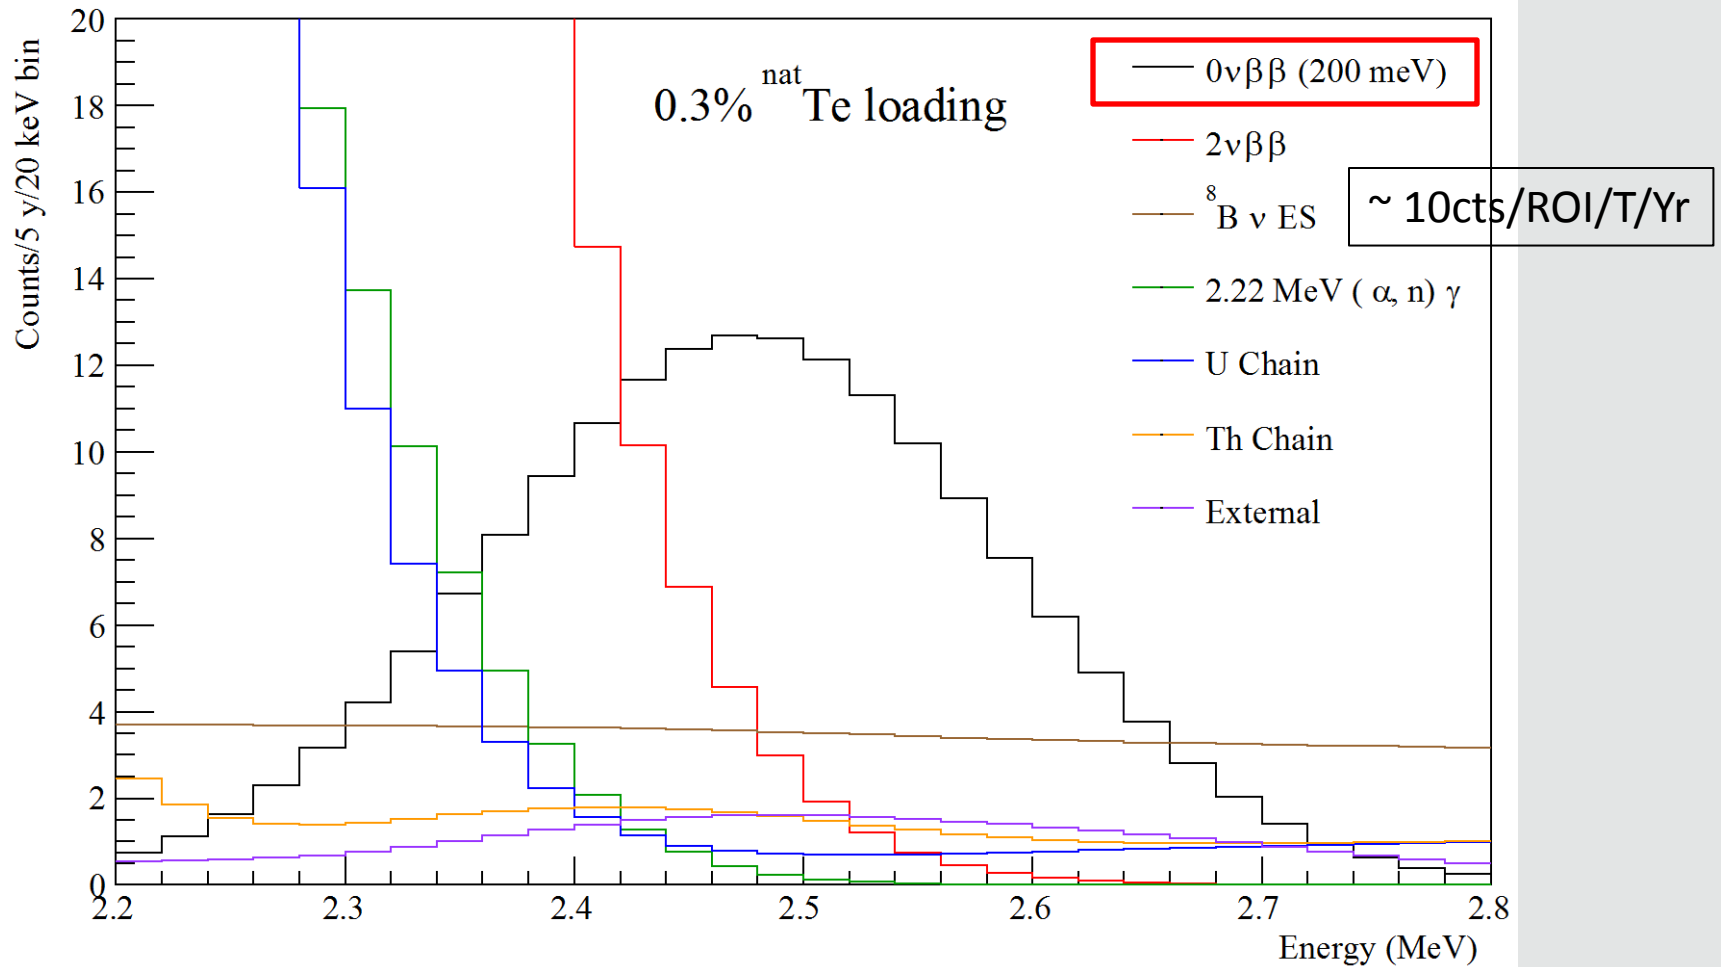 20
18
16
14
12
10
8
6
4
2
0
Counts/5 y/20 keV bin
0.3% ⁿᵃᵗTe loading
0νββ (200 meV)
2νββ
⁸B ν ES
~ 10cts/ROI/T/Yr
2.22 MeV ( α, n) γ
U Chain
Th Chain
External
2.2 2.3 2.4 2.5 2.6 2.7 2.8
Energy (MeV)